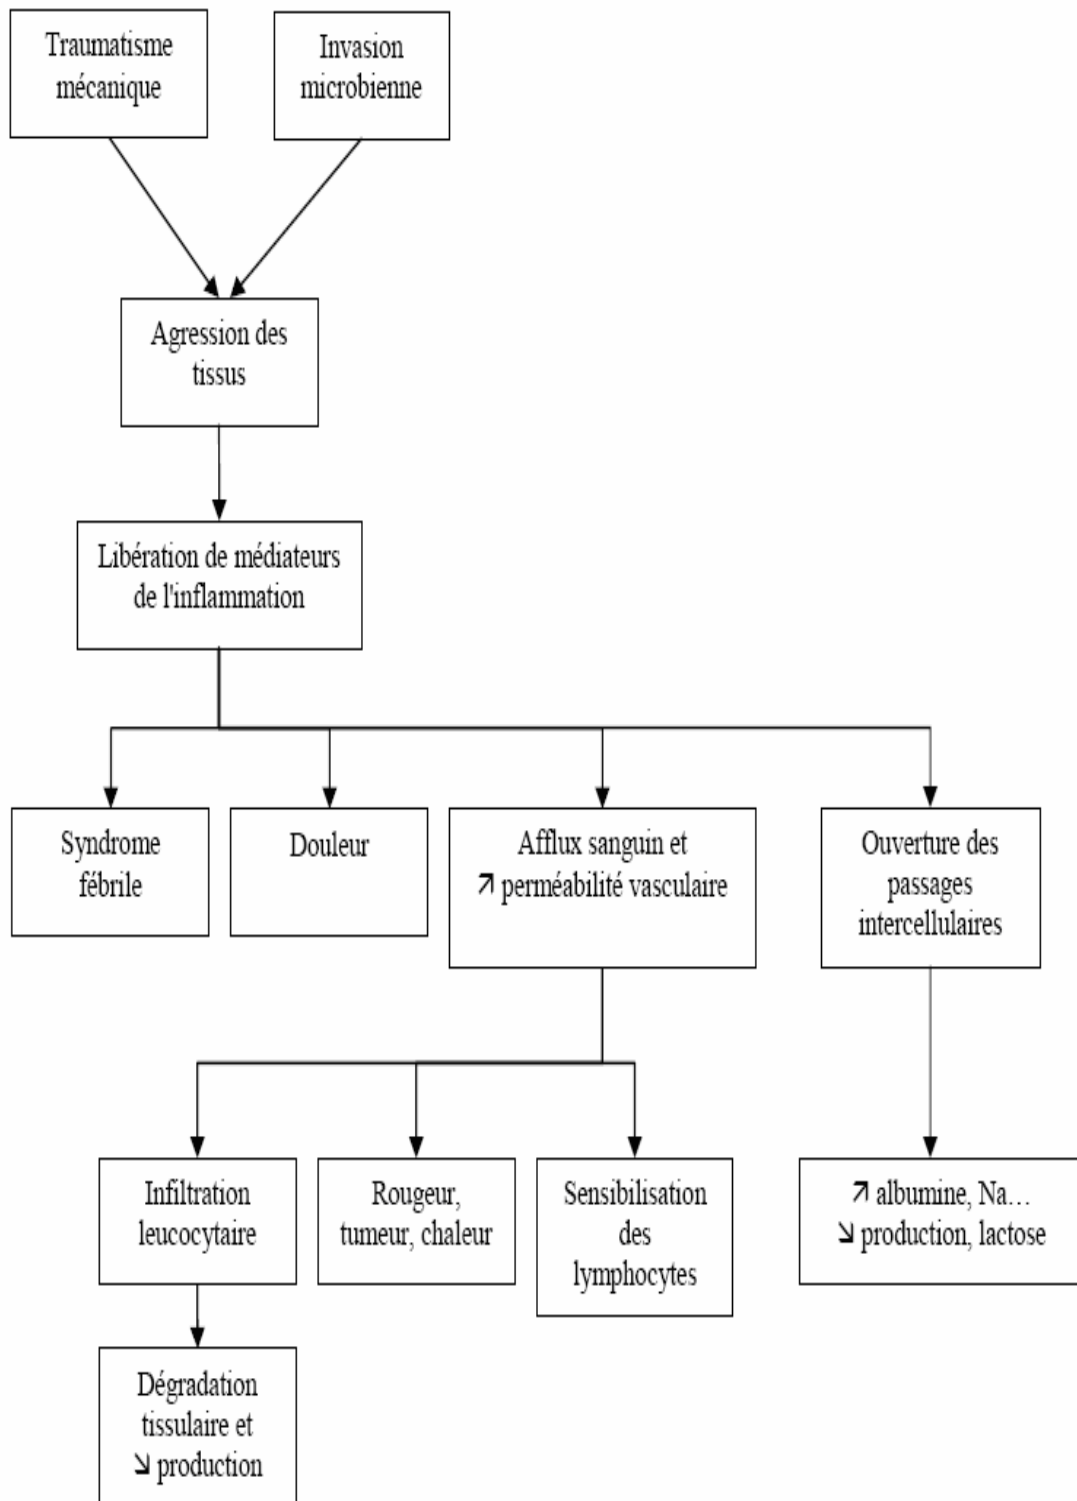 Traumatisme
mécanique
Invasion
microbienne
Agression des
tissus
Libération de médiateurs
de l'inflammation
Syndrome
fébrile
Douleur
Afflux sanguin et
↗ perméabilité vasculaire
Ouverture des
passages
intercellulaires
Infiltration
leucocytaire
Rougeur,
tumeur, chaleur
Sensibilisation
des
lymphocytes
↗ albumine, Na…
↘ production, lactose
Dégradation
tissulaire et
↘ production